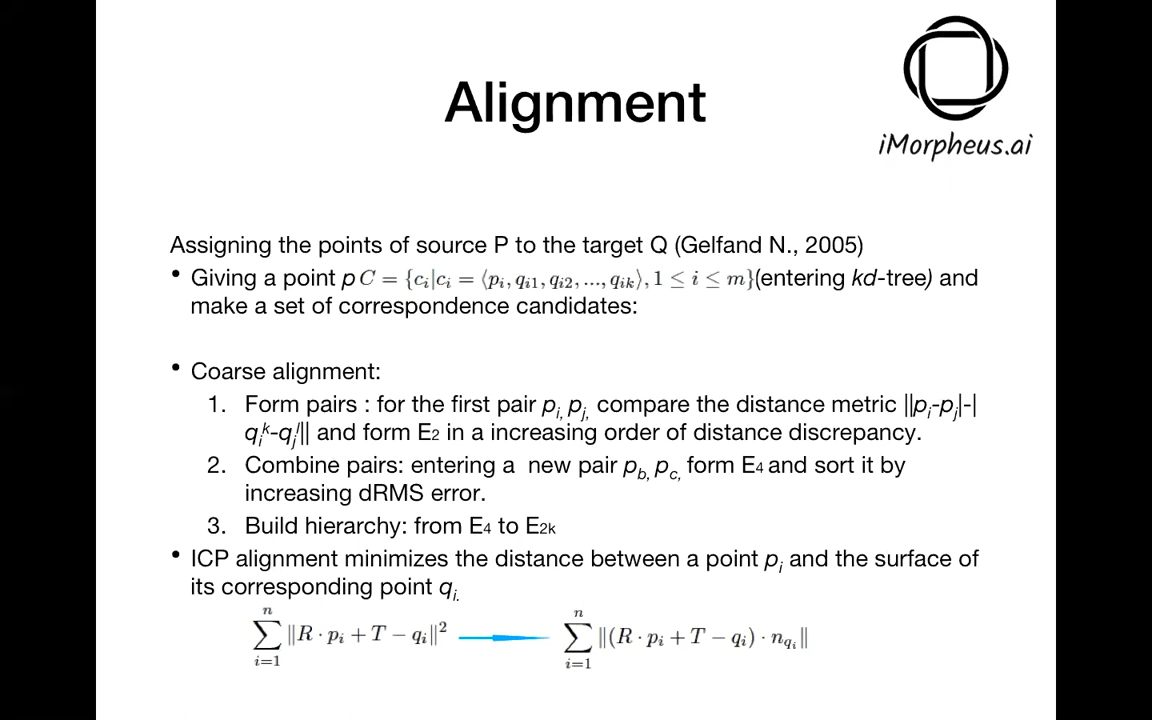 Alignment
iMorpheus.ai
Assigning the points of source P to the target Q (Gelfand N., 2005)
• Giving a point p C = {c_i|c_i = ⟨p_i, q_i1, q_i2, ..., q_ik⟩, 1 ≤ i ≤ m}(entering kd-tree) and
make a set of correspondence candidates:
• Coarse alignment:
1. Form pairs : for the first pair p_i, p_j, compare the distance metric ||p_i-p_j|-|
q_i^k-q_j^l|| and form E2 in a increasing order of distance discrepancy.
2. Combine pairs: entering a new pair p_b, p_c, form E4 and sort it by
increasing dRMS error.
3. Build hierarchy: from E4 to E2k
• ICP alignment minimizes the distance between a point p_i and the surface of
its corresponding point q_i.
∑_{i=1}^{n} ‖R · p_i + T − q_i‖² ∑_{i=1}^{n} ‖(R · p_i + T − q_i) · n_{q_i}‖